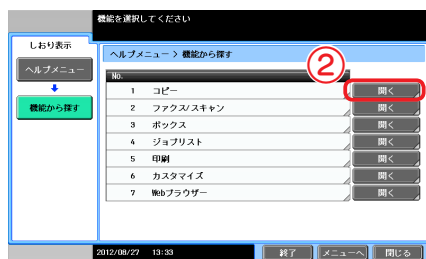 機能を選択してください
しおり表示
ヘルプメニュー
機能から探す
ヘルプメニュー > 機能から探す
②
No.
1 コピー 開く
2 ファクス/スキャン 開く
3 ボックス 開く
4 ジョブリスト 開く
5 印刷 開く
6 カスタマイズ 開く
7 Webブラウザー 開く
2012/08/27 13:33 終了 メニューへ 閉じる